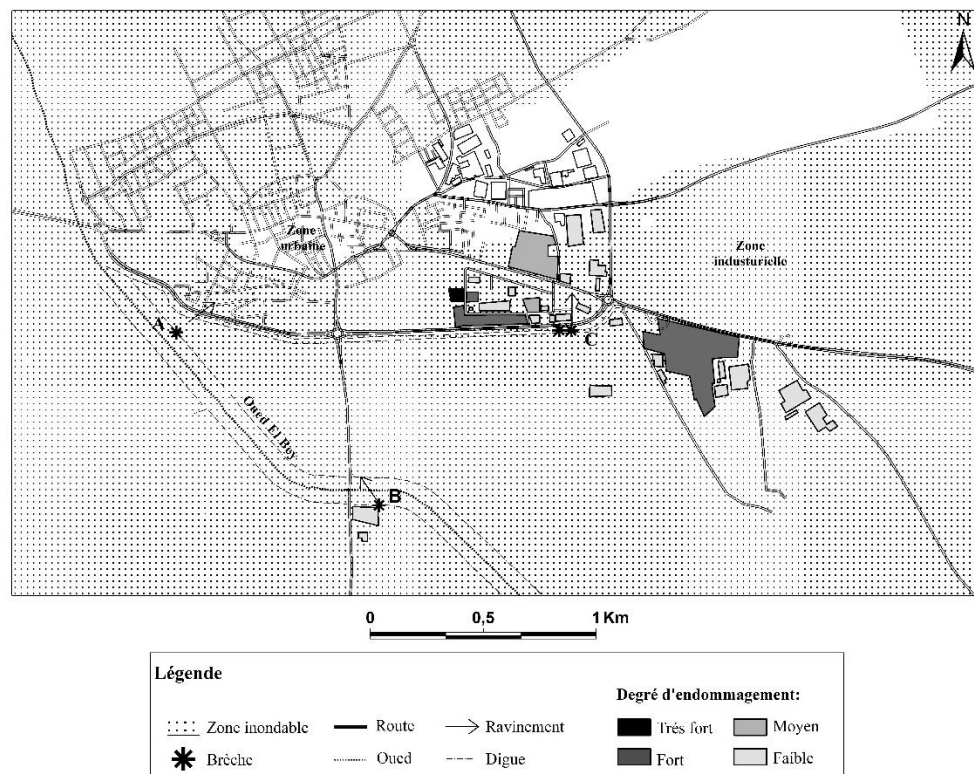 N
Zone
urbaine
Zone
industurielle
A
C
Oued El Bey
B
0 0,5 1 Km
Légende
Degré d'endommagement:
Zone inondable Route Ravinement Trés fort Moyen
Brèche Oued Digue Fort Faible